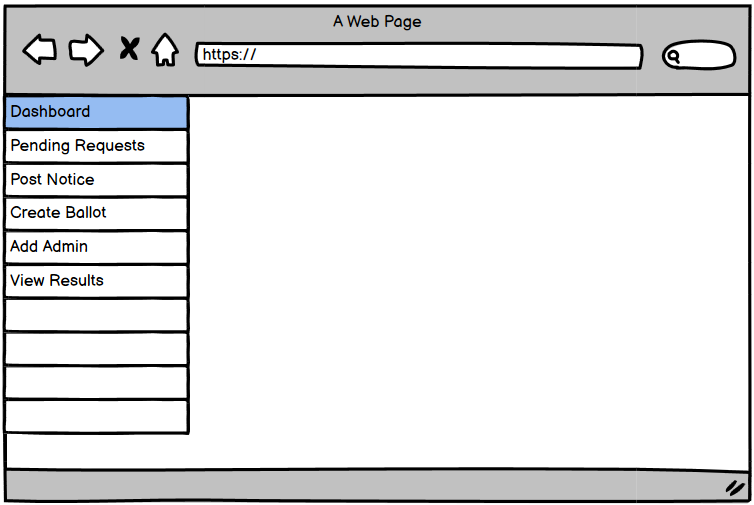 A Web Page
https://
Dashboard
Pending Requests
Post Notice
Create Ballot
Add Admin
View Results